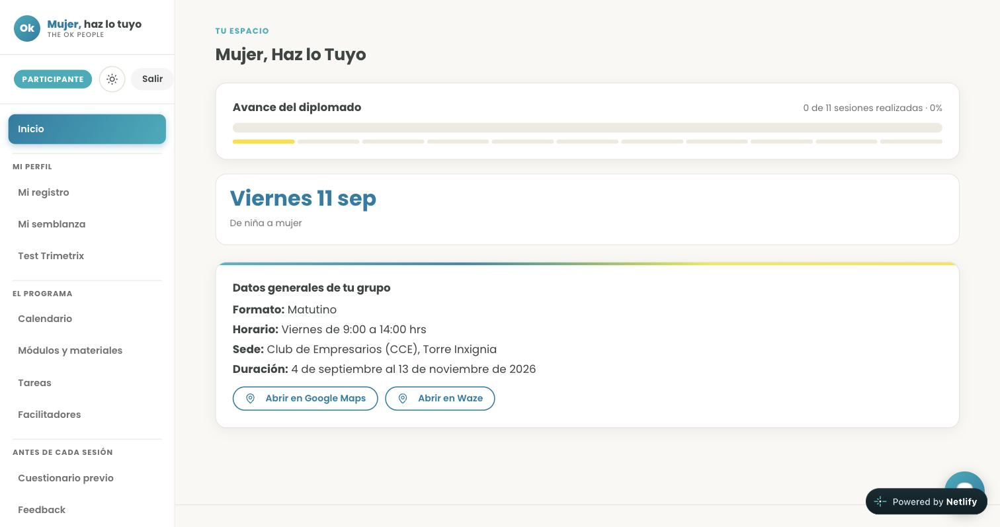 Ok
Mujer, haz lo tuyo
THE OK PEOPLE
PARTICIPANTE
Salir
Inicio
MI PERFIL
Mi registro
Mi semblanza
Test Trimetrix
EL PROGRAMA
Calendario
Módulos y materiales
Tareas
Facilitadores
ANTES DE CADA SESIÓN
Cuestionario previo
Feedback
TU ESPACIO
Mujer, Haz lo Tuyo
Avance del diplomado
0 de 11 sesiones realizadas · 0%
Viernes 11 sep
De niña a mujer
Datos generales de tu grupo
Formato: Matutino
Horario: Viernes de 9:00 a 14:00 hrs
Sede: Club de Empresarios (CCE), Torre Inxignia
Duración: 4 de septiembre al 13 de noviembre de 2026
Abrir en Google Maps
Abrir en Waze
Powered by Netlify